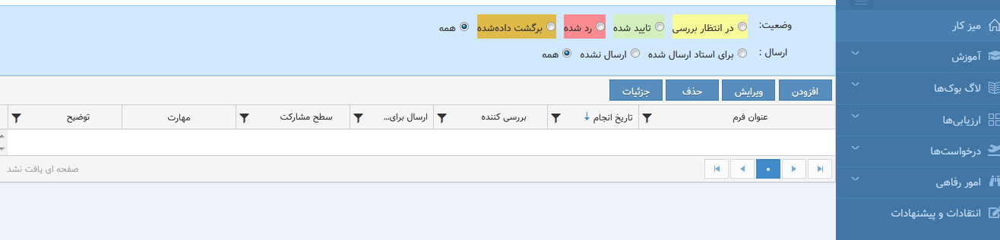 وضعیت: در انتظار بررسی تایید شده رد شده برگشت داده‌شده همه
ارسال : برای استاد ارسال شده ارسال نشده همه
افزودن ویرایش حذف جزئیات
عنوان فرم تاریخ انجام بررسی کننده ارسال برای... سطح مشارکت مهارت توضیح
۰
صفحه ای یافت نشد
میز کار
آموزش
لاگ بوک‌ها
ارزیابی‌ها
درخواست‌ها
امور رفاهی
انتقادات و پیشنهادات